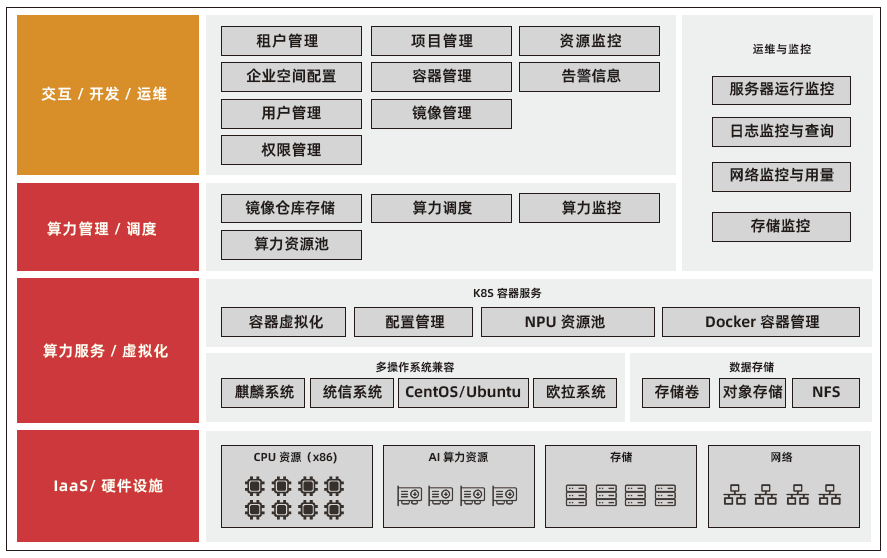 交互 / 开发 / 运维
租户管理
项目管理
资源监控
企业空间配置
容器管理
告警信息
用户管理
镜像管理
权限管理
运维与监控
服务器运行监控
日志监控与查询
网络监控与用量
存储监控
算力管理 / 调度
镜像仓库存储
算力调度
算力监控
算力资源池
算力服务 / 虚拟化
K8S 容器服务
容器虚拟化
配置管理
NPU 资源池
Docker 容器管理
多操作系统兼容
麒麟系统
统信系统
CentOS/Ubuntu
欧拉系统
数据存储
存储卷
对象存储
NFS
IaaS/ 硬件设施
CPU 资源（x86)
AI 算力资源
存储
网络